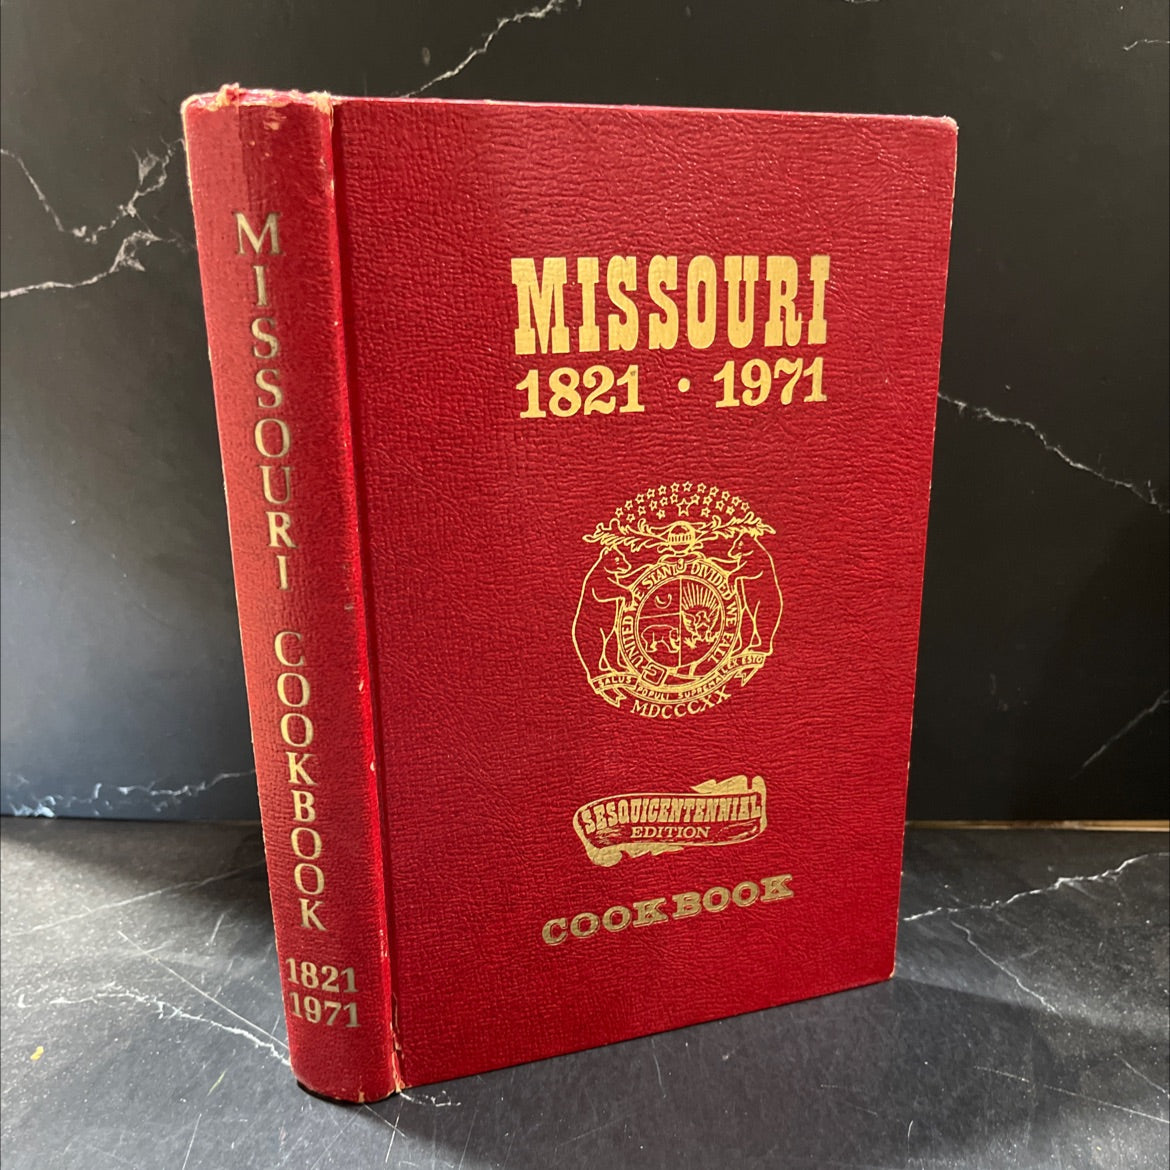 MISSOURI COOKBOOK
1821
1971
MISSOURI
1821 · 1971
UNITED WE STAND DIVIDED WE FALL
SALUS POPULI SUPREMA LEX ESTO
MDCCCXX
SESQUICENTENNIAL
EDITION
COOKBOOK